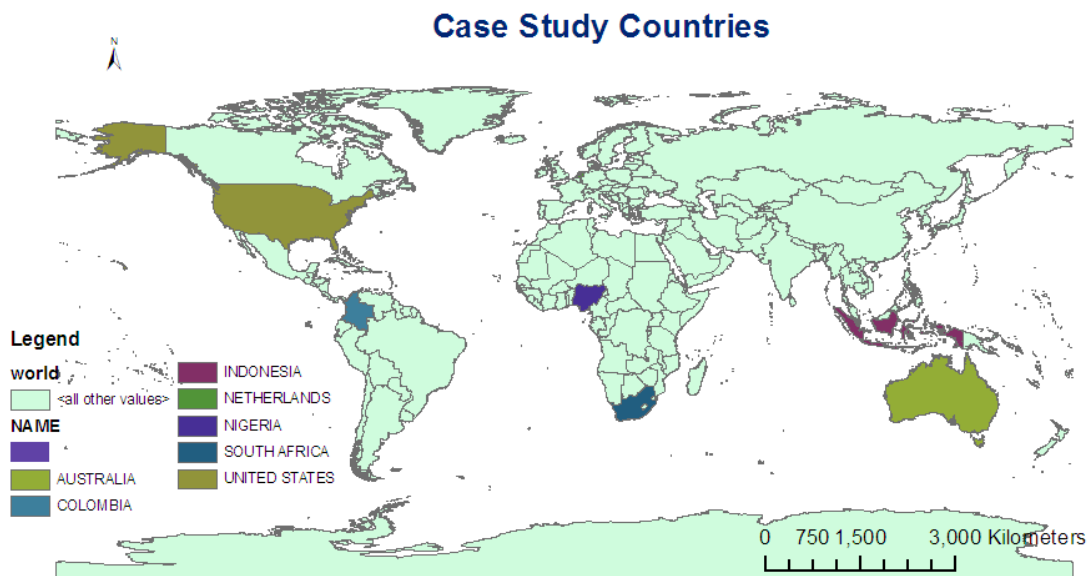 Case Study Countries
N
Legend
world
<all other values>
NAME
AUSTRALIA
COLOMBIA
INDONESIA
NETHERLANDS
NIGERIA
SOUTH AFRICA
UNITED STATES
0 750 1,500 3,000 Kilometers